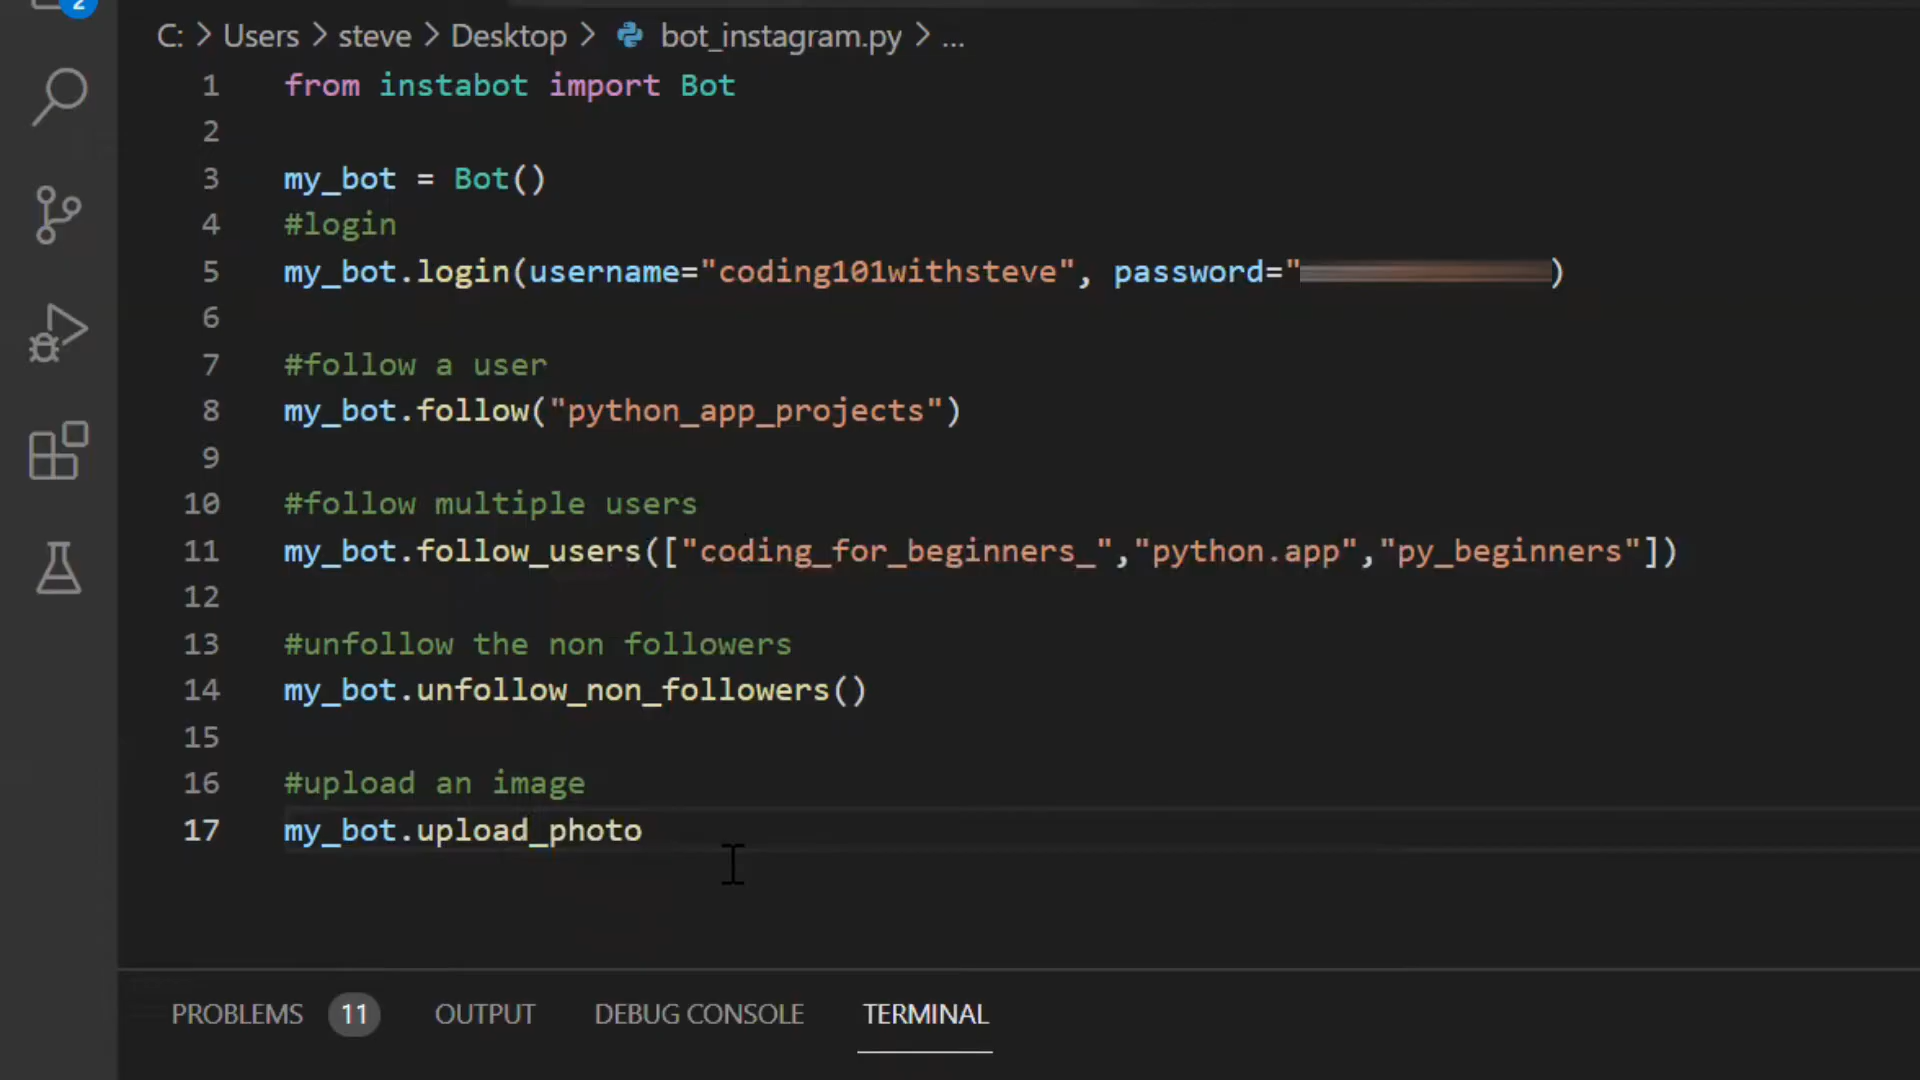 2
C: > Users > steve > Desktop > bot_instagram.py > ...
1 from instabot import Bot
2
3 my_bot = Bot()
4 #login
5 my_bot.login(username="coding101withsteve", password=" )
6
7 #follow a user
8 my_bot.follow("python_app_projects")
9
10 #follow multiple users
11 my_bot.follow_users(["coding_for_beginners_","python.app","py_beginners"])
12
13 #unfollow the non followers
14 my_bot.unfollow_non_followers()
15
16 #upload an image
17 my_bot.upload_photo
PROBLEMS 11 OUTPUT DEBUG CONSOLE TERMINAL